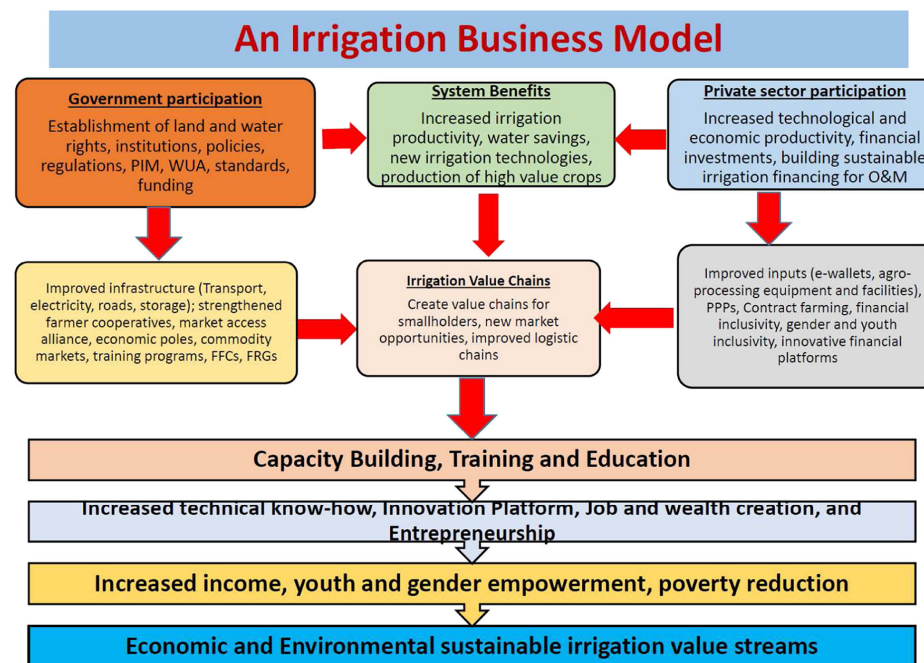 An Irrigation Business Model
Government participation
Establishment of land and water
rights, institutions, policies,
regulations, PIM, WUA, standards,
funding
System Benefits
Increased irrigation
productivity, water savings,
new irrigation technologies,
production of high value crops
Private sector participation
Increased technological and
economic productivity, financial
investments, building sustainable
irrigation financing for O&M
Improved infrastructure (Transport,
electricity, roads, storage); strengthened
farmer cooperatives, market access
alliance, economic poles, commodity
markets, training programs, FFCs, FRGs
Irrigation Value Chains
Create value chains for
smallholders, new market
opportunities, improved logistic
chains
Improved inputs (e-wallets, agro-
processing equipment and facilities),
PPPs, Contract farming, financial
inclusivity, gender and youth
inclusivity, innovative financial
platforms
Capacity Building, Training and Education
Increased technical know-how, Innovation Platform, Job and wealth creation, and
Entrepreneurship
Increased income, youth and gender empowerment, poverty reduction
Economic and Environmental sustainable irrigation value streams